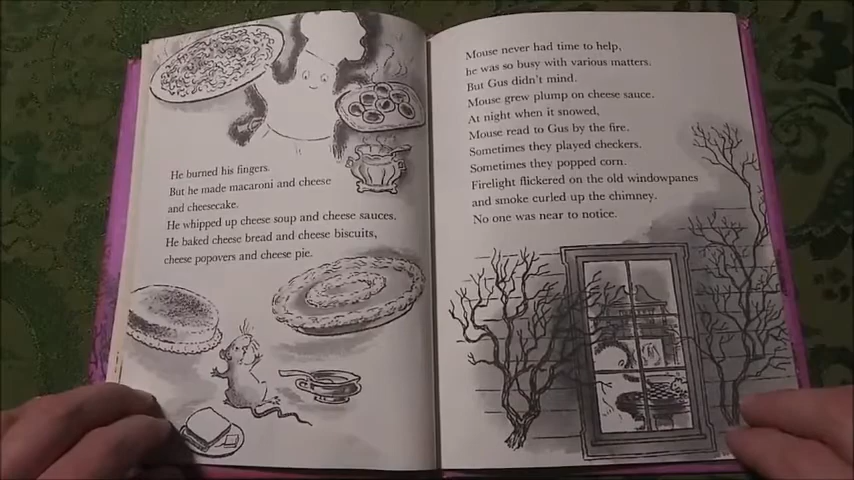 He burned his fingers.
But he made macaroni and cheese
and cheesecake.
He whipped up cheese soup and cheese sauces.
He baked cheese bread and cheese biscuits,
cheese popovers and cheese pie.
Mouse never had time to help,
he was so busy with various matters.
But Gus didn't mind.
Mouse grew plump on cheese sauce.
At night when it snowed,
Mouse read to Gus by the fire.
Sometimes they played checkers.
Sometimes they popped corn.
Firelight flickered on the old windowpanes
and smoke curled up the chimney.
No one was near to notice.